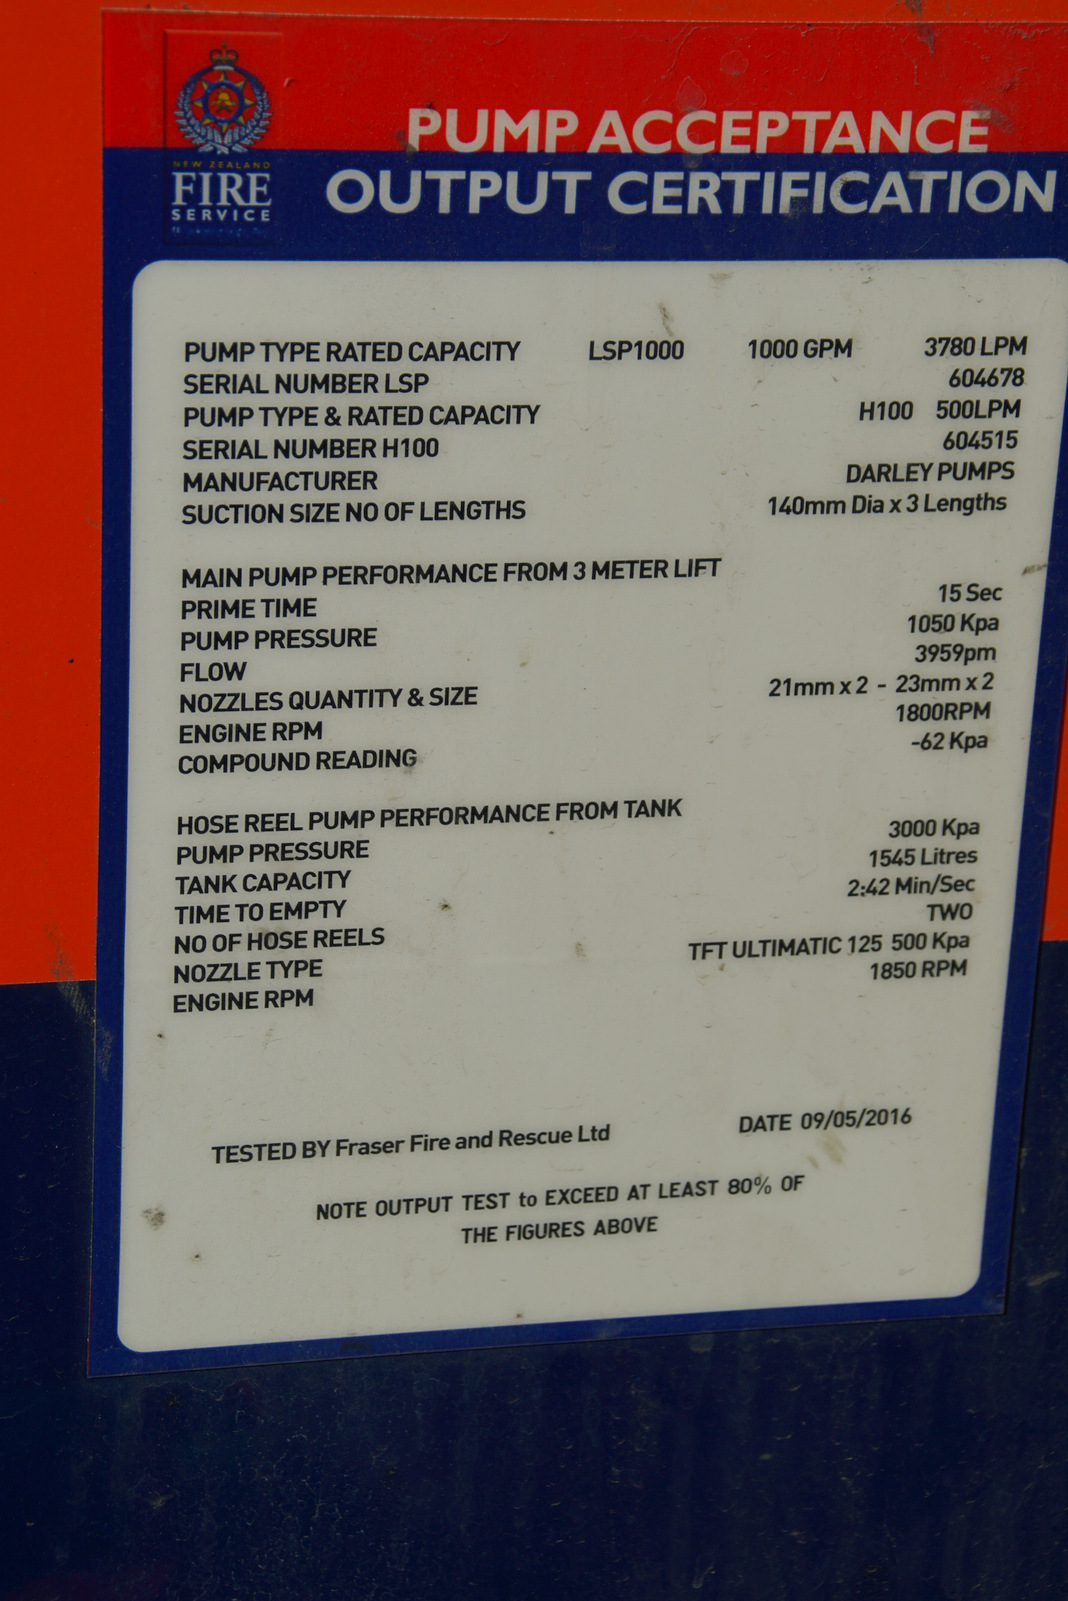 NEW ZEALAND
FIRE
SERVICE
PUMP ACCEPTANCE
OUTPUT CERTIFICATION
PUMP TYPE RATED CAPACITY LSP1000 1000 GPM 3780 LPM
SERIAL NUMBER LSP 604678
PUMP TYPE & RATED CAPACITY H100 500LPM
SERIAL NUMBER H100 604515
MANUFACTURER DARLEY PUMPS
SUCTION SIZE NO OF LENGTHS 140mm Dia x 3 Lengths
MAIN PUMP PERFORMANCE FROM 3 METER LIFT
PRIME TIME 15 Sec
PUMP PRESSURE 1050 Kpa
FLOW 3959pm
NOZZLES QUANTITY & SIZE 21mm x 2 - 23mm x 2
ENGINE RPM 1800RPM
COMPOUND READING -62 Kpa
HOSE REEL PUMP PERFORMANCE FROM TANK
PUMP PRESSURE 3000 Kpa
TANK CAPACITY 1545 Litres
TIME TO EMPTY 2:42 Min/Sec
NO OF HOSE REELS TWO
NOZZLE TYPE TFT ULTIMATIC 125 500 Kpa
ENGINE RPM 1850 RPM
TESTED BY Fraser Fire and Rescue Ltd DATE 09/05/2016
NOTE OUTPUT TEST to EXCEED AT LEAST 80% OF
THE FIGURES ABOVE